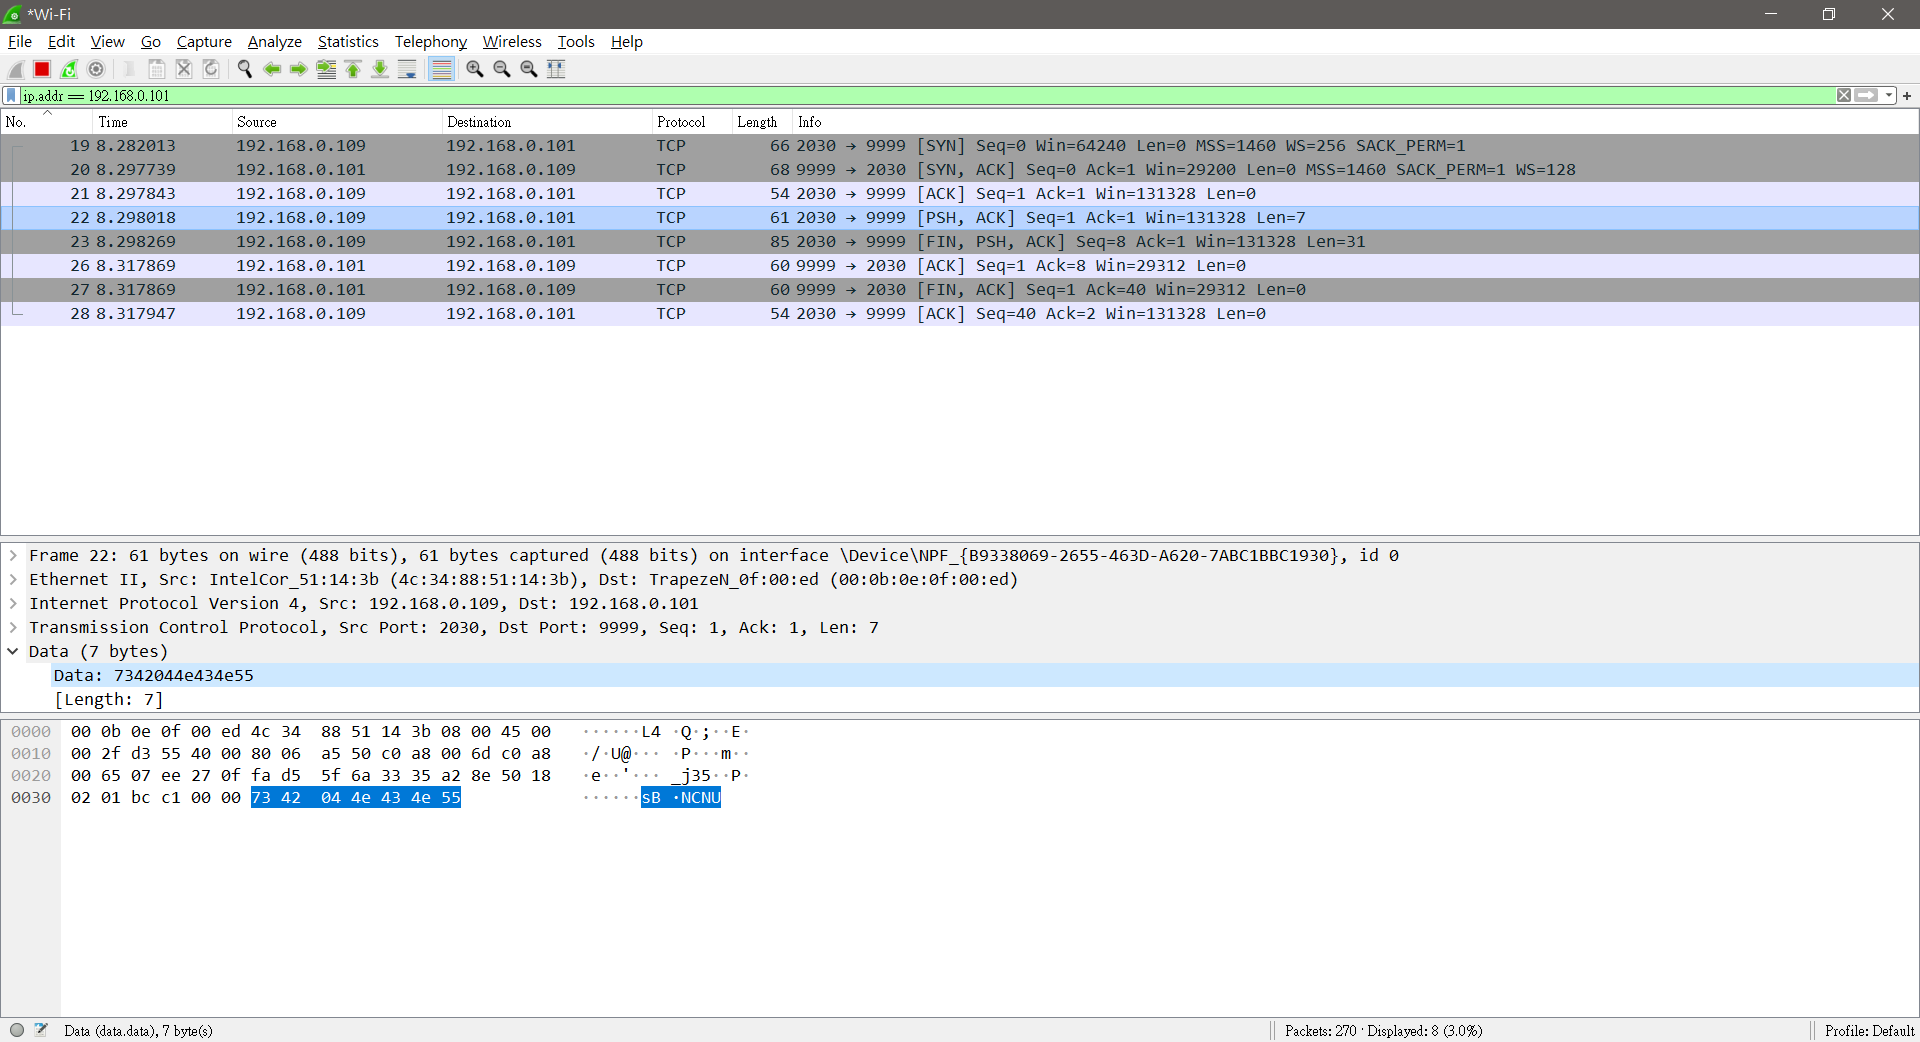 *Wi-Fi
File Edit View Go Capture Analyze Statistics Telephony Wireless Tools Help
ip.addr == 192.168.0.101
No. Time Source Destination Protocol Length Info
19 8.282013 192.168.0.109 192.168.0.101 TCP 66 2030 → 9999 [SYN] Seq=0 Win=64240 Len=0 MSS=1460 WS=256 SACK_PERM=1
20 8.297739 192.168.0.101 192.168.0.109 TCP 68 9999 → 2030 [SYN, ACK] Seq=0 Ack=1 Win=29200 Len=0 MSS=1460 SACK_PERM=1 WS=128
21 8.297843 192.168.0.109 192.168.0.101 TCP 54 2030 → 9999 [ACK] Seq=1 Ack=1 Win=131328 Len=0
22 8.298018 192.168.0.109 192.168.0.101 TCP 61 2030 → 9999 [PSH, ACK] Seq=1 Ack=1 Win=131328 Len=7
23 8.298269 192.168.0.109 192.168.0.101 TCP 85 2030 → 9999 [FIN, PSH, ACK] Seq=8 Ack=1 Win=131328 Len=31
26 8.317869 192.168.0.101 192.168.0.109 TCP 60 9999 → 2030 [ACK] Seq=1 Ack=8 Win=29312 Len=0
27 8.317869 192.168.0.101 192.168.0.109 TCP 60 9999 → 2030 [FIN, ACK] Seq=1 Ack=40 Win=29312 Len=0
28 8.317947 192.168.0.109 192.168.0.101 TCP 54 2030 → 9999 [ACK] Seq=40 Ack=2 Win=131328 Len=0
Frame 22: 61 bytes on wire (488 bits), 61 bytes captured (488 bits) on interface \Device\NPF_{B9338069-2655-463D-A620-7ABC1BBC1930}, id 0
Ethernet II, Src: IntelCor_51:14:3b (4c:34:88:51:14:3b), Dst: TrapezeN_0f:00:ed (00:0b:0e:0f:00:ed)
Internet Protocol Version 4, Src: 192.168.0.109, Dst: 192.168.0.101
Transmission Control Protocol, Src Port: 2030, Dst Port: 9999, Seq: 1, Ack: 1, Len: 7
Data (7 bytes)
Data: 7342044e434e55
[Length: 7]
0000 00 0b 0e 0f 00 ed 4c 34 88 51 14 3b 08 00 45 00 ······L4 ·Q·;··E·
0010 00 2f d3 55 40 00 80 06 a5 50 c0 a8 00 6d c0 a8 ·/·U@··· ·P···m··
0020 00 65 07 ee 27 0f fa d5 5f 6a 33 35 a2 8e 50 18 ·e··'··· _j35··P·
0030 02 01 bc c1 00 00 73 42 04 4e 43 4e 55 ······sB ·NCNU
Data (data.data), 7 byte(s)
Packets: 270 · Displayed: 8 (3.0%)
Profile: Default